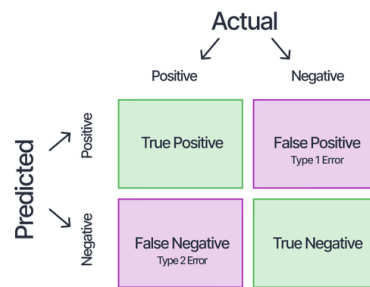 Actual
Positive
Negative
Predicted
Positive
True Positive
False Positive
Type 1 Error
Negative
False Negative
Type 2 Error
True Negative